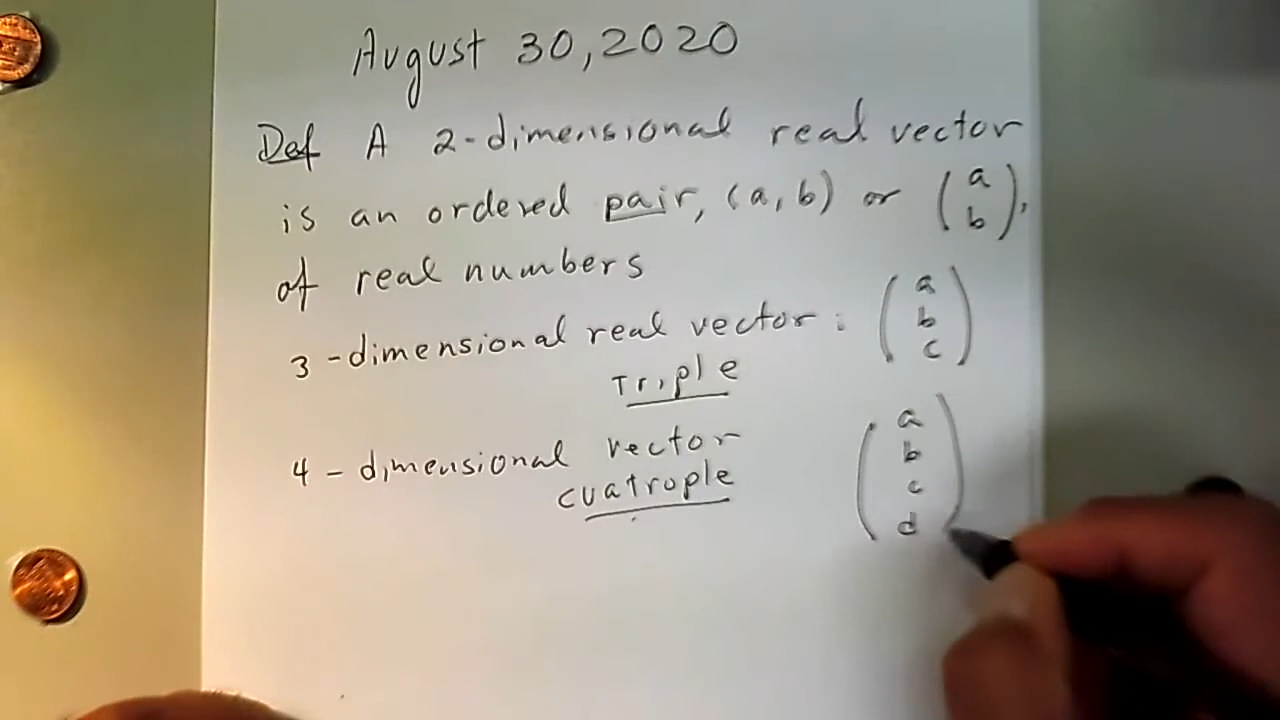 August 30, 2020
Def A 2-dimensional real vector
is an ordered pair, (a, b) or (a b),
of real numbers
3-dimensional real vector: (a b c)
Triple
4-dimensional vector (a b c d)
cuatrople